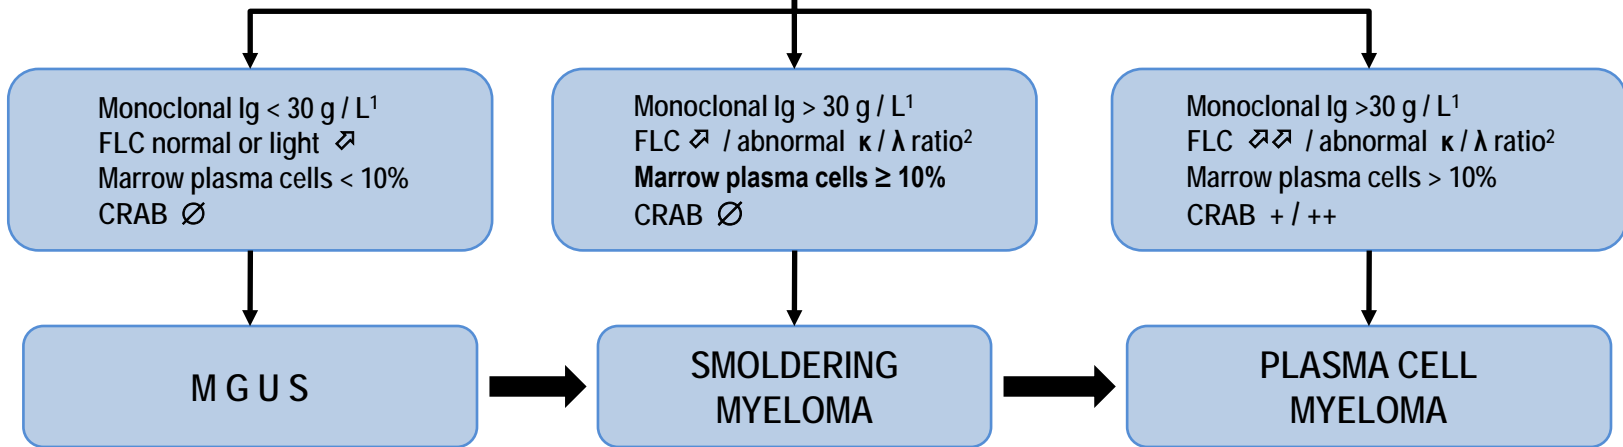 Monoclonal Ig < 30 g / L¹
FLC normal or light ⬀
Marrow plasma cells < 10%
CRAB ∅
Monoclonal Ig > 30 g / L¹
FLC ⬀ / abnormal κ / λ ratio²
Marrow plasma cells ≥ 10%
CRAB ∅
Monoclonal Ig >30 g / L¹
FLC ⬀⬀ / abnormal κ / λ ratio²
Marrow plasma cells > 10%
CRAB + / ++
M G U S
SMOLDERING
MYELOMA
PLASMA CELL
MYELOMA